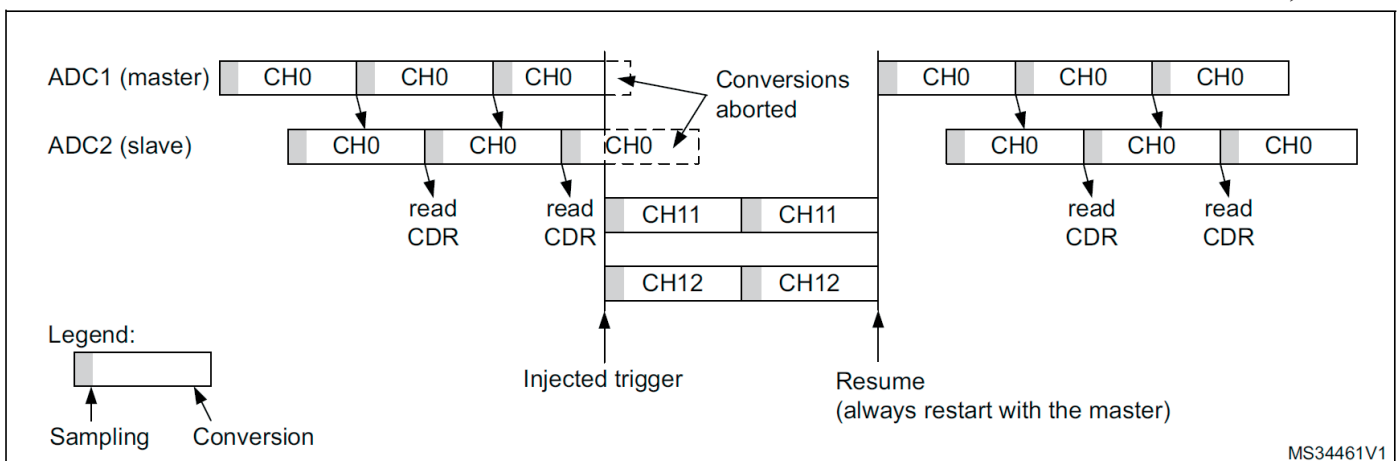 ADC1 (master) CH0 CH0 CH0 CH0 CH0 CH0
Conversions
aborted
ADC2 (slave) CH0 CH0 CH0 CH0 CH0 CH0
read
CDR
read
CDR
read
CDR
read
CDR
CH11 CH11
CH12 CH12
Legend:
Sampling Conversion
Injected trigger
Resume
(always restart with the master)
MS34461V1